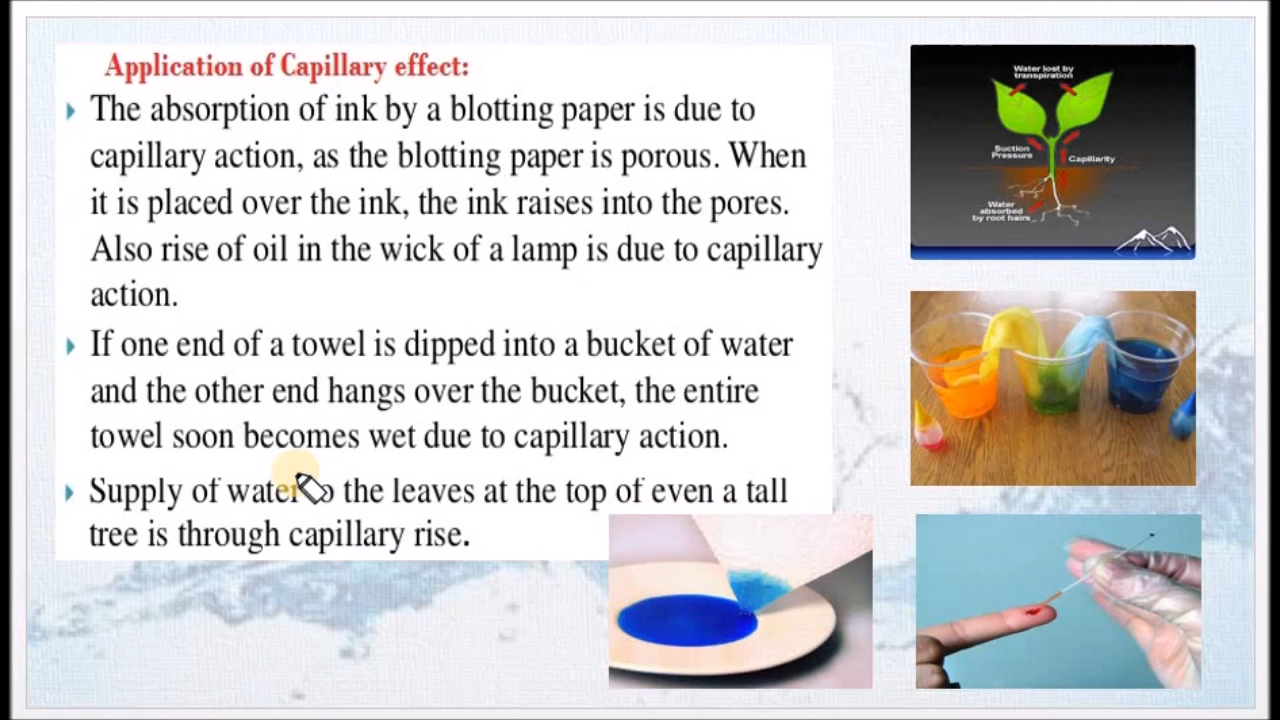 Application of Capillary effect:
The absorption of ink by a blotting paper is due to
capillary action, as the blotting paper is porous. When
it is placed over the ink, the ink raises into the pores.
Also rise of oil in the wick of a lamp is due to capillary
action.
If one end of a towel is dipped into a bucket of water
and the other end hangs over the bucket, the entire
towel soon becomes wet due to capillary action.
Supply of water to the leaves at the top of even a tall
tree is through capillary rise.
Water lost by
transpiration
Suction
Pressure
Capillarity
Water
absorbed
by root hairs